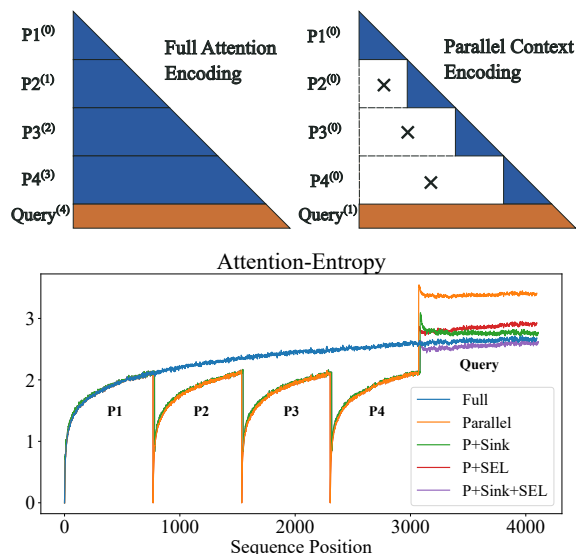 P1(0)
P2(1)
P3(2)
P4(3)
Query(4)
Full Attention
Encoding
P1(0)
P2(0)
P3(0)
P4(0)
Query(1)
Parallel Context
Encoding
Attention-Entropy
3
2
1
0
P1
P2
P3
P4
Query
Full
Parallel
P+Sink
P+SEL
P+Sink+SEL
0
1000
2000
3000
4000
Sequence Position